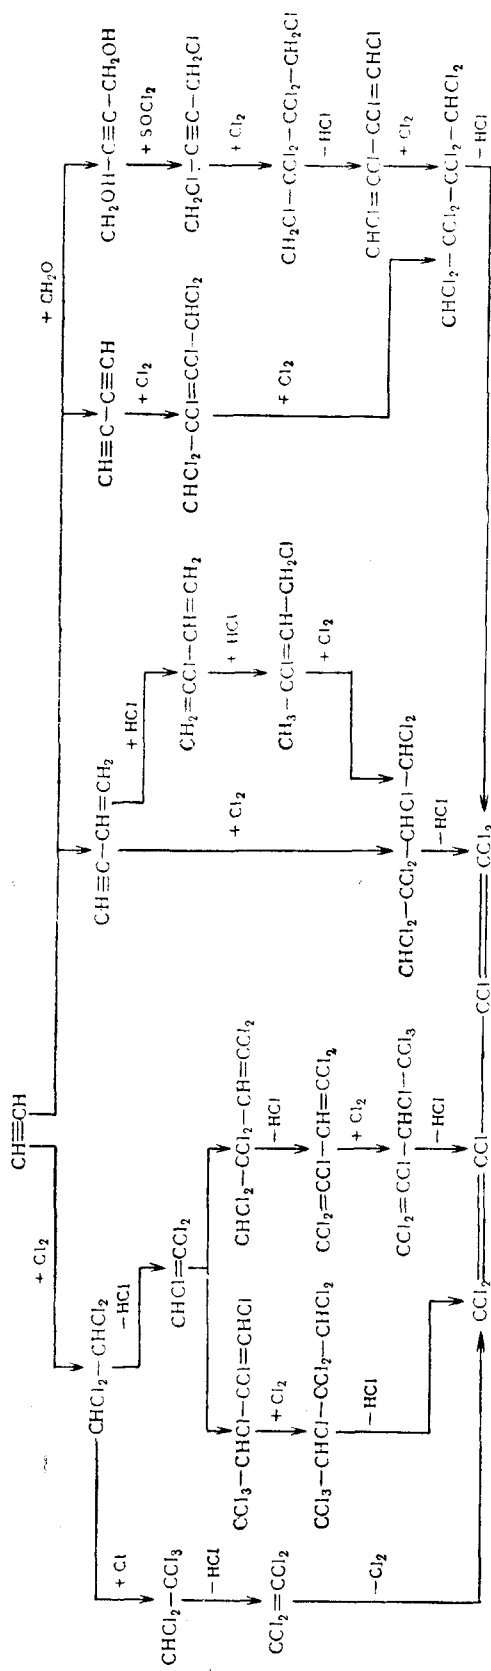 CH≡CH
+ Cl₂
+ CH₂O
CHCl₂—CHCl₂
CH≡C—CH=CH₂
CH≡C—C≡CH
CH₂OH—C≡C—CH₂OH
+ Cl
—HCl
+ HCl
+ Cl₂
+ Cl₂
+ SOCl₂
CHCl₂—CCl₃
CHCl=CCl₂
CH₂=CCl—CH=CH₂
CHCl₂—CCl=CCl—CHCl₂
CH₂Cl—C≡C—CH₂Cl
—HCl
+ HCl
+ Cl₂
+ Cl₂
CCl₂=CCl₂
CCl₃—CHCl—CCl=CHCl
CHCl₂—CCl₂—CH=CCl₂
CH₃—CCl=CH—CH₂Cl
CH₂Cl—CCl₂—CCl₂—CH₂Cl
—Cl₂
+ Cl₂
—HCl
+ Cl₂
—HCl
CCl₃—CHCl—CCl₂—CHCl₂
CCl₂=CCl—CH=CCl₂
CHCl=CCl—CCl=CHCl
—HCl
+ Cl₂
+ Cl₂
CCl₂=CCl—CHCl—CCl₃
CHCl₂—CCl₂—CHCl—CHCl₂
CHCl₂—CCl₂—CCl₂—CHCl₂
—HCl
—HCl
—HCl
CCl₂=CCl—CCl=CCl₂